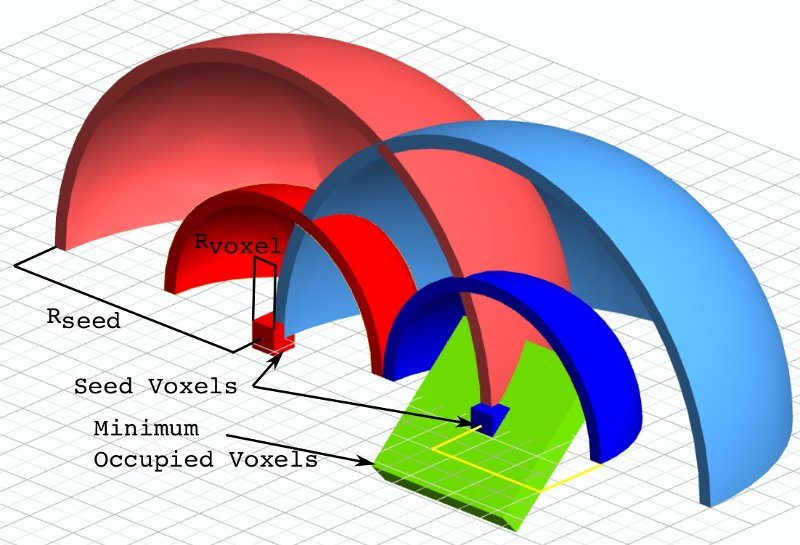 Rvoxel
Rseed
Seed Voxels
Minimum
Occupied Voxels